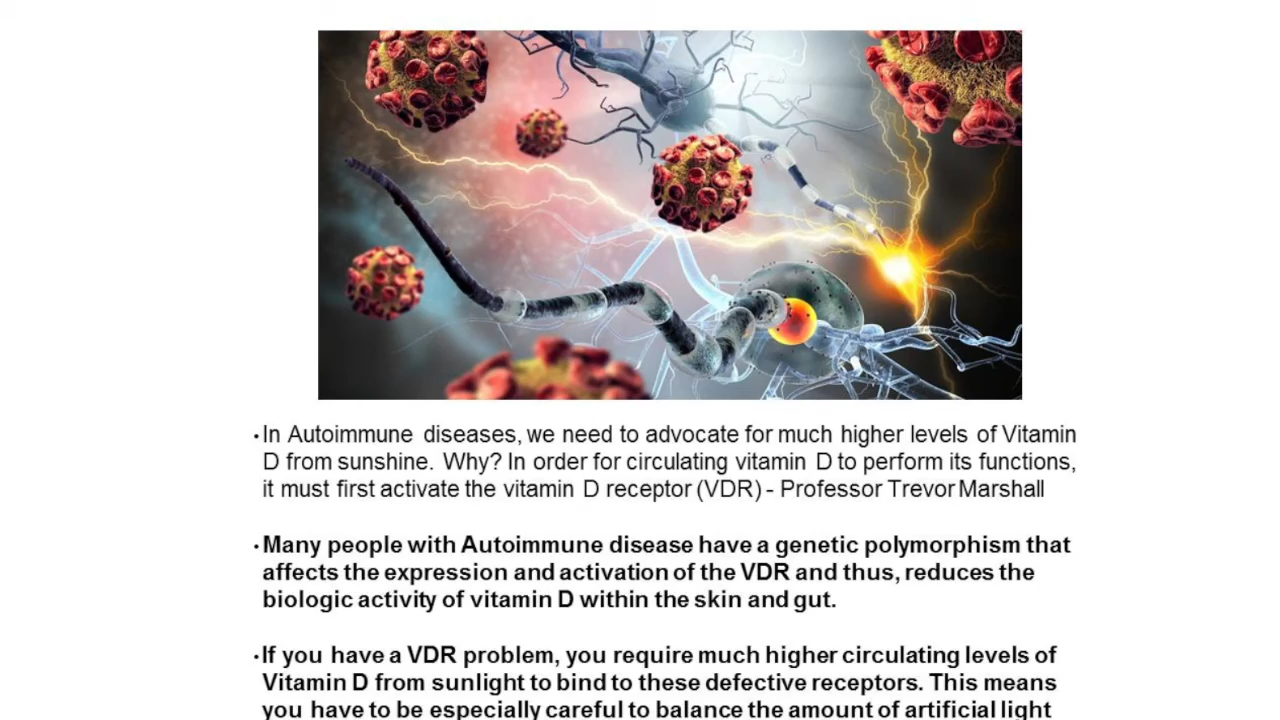 • In Autoimmune diseases, we need to advocate for much higher levels of Vitamin
D from sunshine. Why? In order for circulating vitamin D to perform its functions,
it must first activate the vitamin D receptor (VDR) - Professor Trevor Marshall
• Many people with Autoimmune disease have a genetic polymorphism that
affects the expression and activation of the VDR and thus, reduces the
biologic activity of vitamin D within the skin and gut.
• If you have a VDR problem, you require much higher circulating levels of
Vitamin D from sunlight to bind to these defective receptors. This means
you have to be especially careful to balance the amount of artificial light